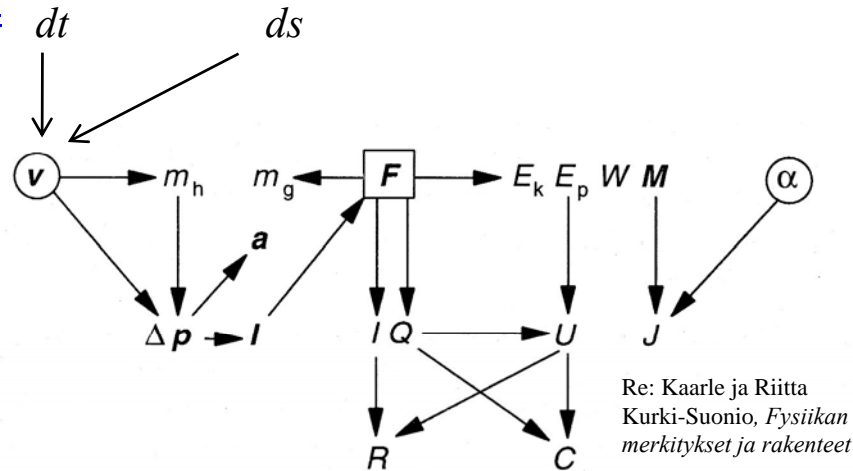 dt ds
v m_h m_g F E_k E_p W M α
a
Δp I I Q U J
R C
Re: Kaarle ja Riitta
Kurki-Suonio, Fysiikan
merkitykset ja rakenteet